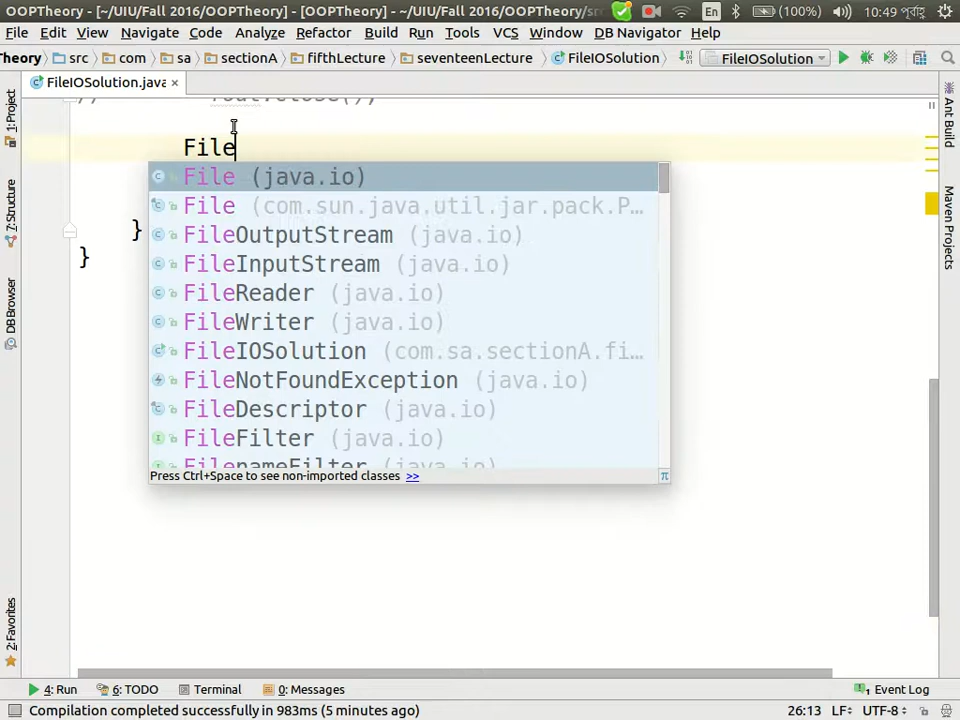 OOPTheory - [~/UIU/Fall 2016/OOPTheory] - [OOPTheory] - ~/UIU/Fall 2016/OOPTheory/sr
En (100%) 10:49 পূর্বাহ্ণ
File Edit View Navigate Code Analyze Refactor Build Run Tools VCS Window DB Navigator Help
Theory src com sa sectionA fifthLecture seventeenLecture FileIOSolution FileIOSolution
FileIOSolution.java
// fout.close();
File
File (java.io)
File (com.sun.java.util.jar.pack.P...
FileOutputStream (java.io)
FileInputStream (java.io)
FileReader (java.io)
FileWriter (java.io)
FileIOSolution (com.sa.sectionA.fi...
FileNotFoundException (java.io)
FileDescriptor (java.io)
FileFilter (java.io)
FilenameFilter (java.io)
Press Ctrl+Space to see non-imported classes >>
π
}
}
1: Project
7: Structure
DB Browser
2: Favorites
Ant Build
Maven Projects
4: Run 6: TODO Terminal 0: Messages 1 Event Log
Compilation completed successfully in 983ms (5 minutes ago) 26:13 LF UTF-8